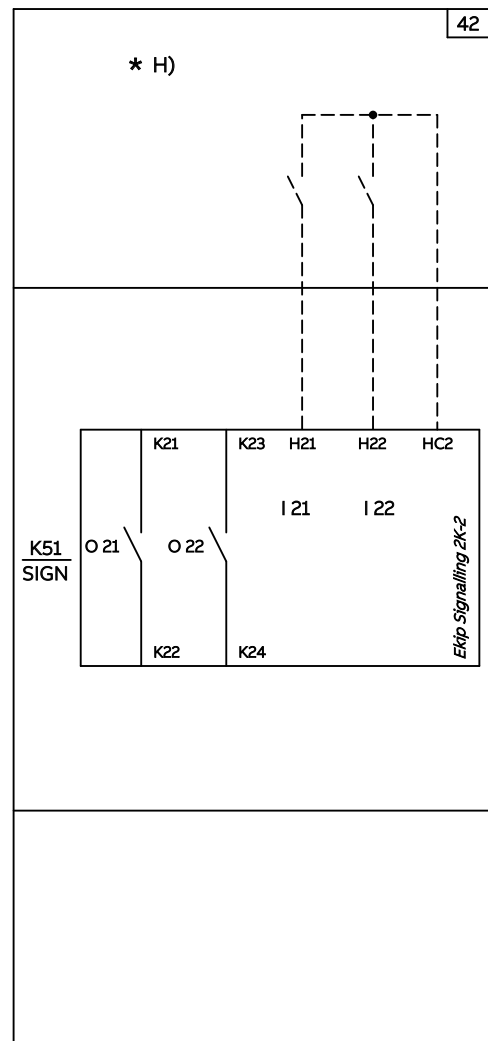 42
* H)
K21 K23 H21 H22 HC2
I 21 I 22
O 21 O 22
K51
SIGN
Ekip Signalling 2K-2
K22 K24